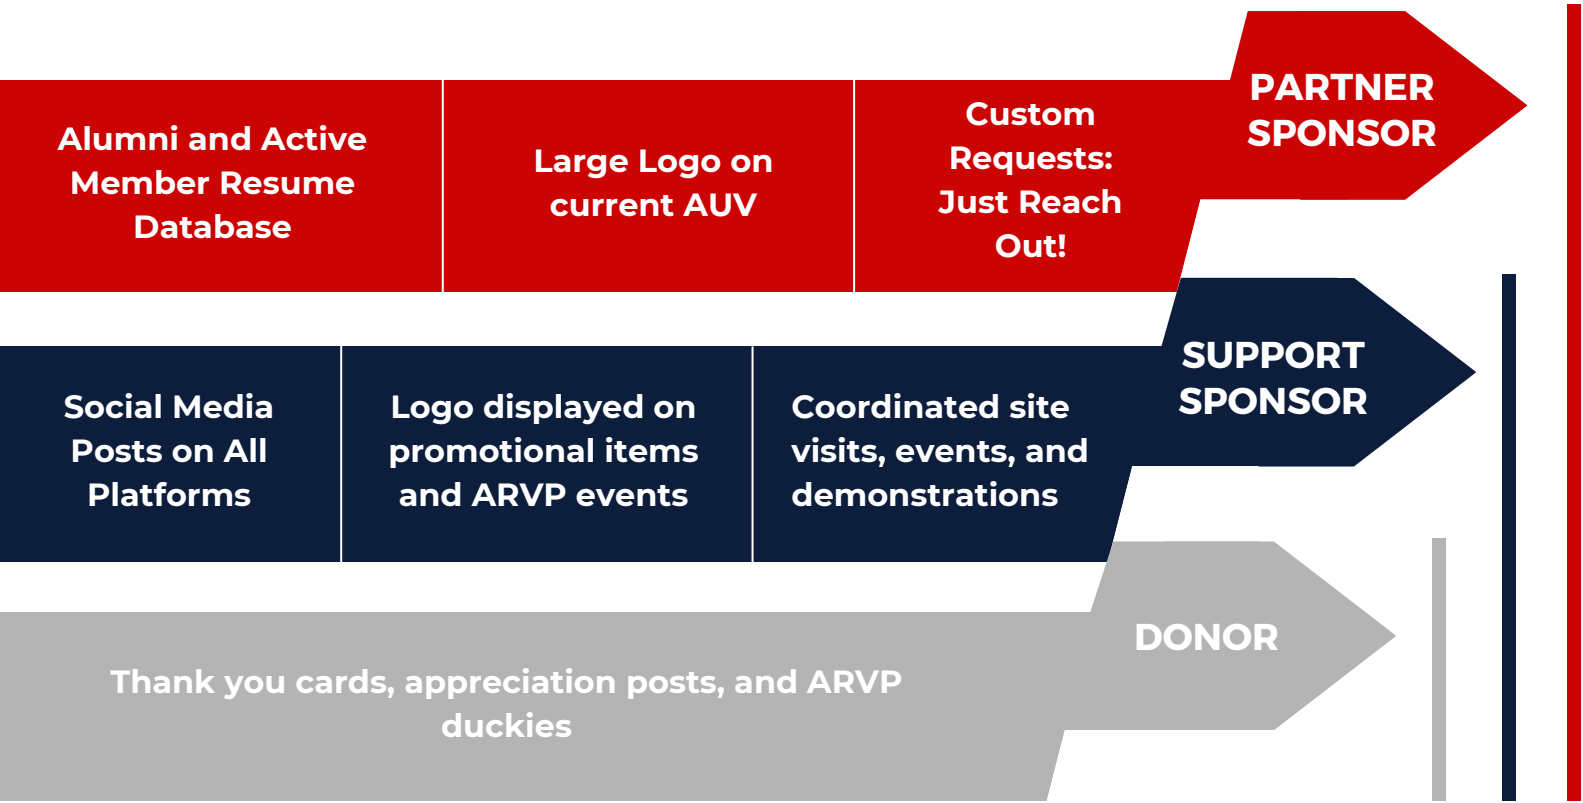 PARTNER
SPONSOR
Alumni and Active
Member Resume
Database
Large Logo on
current AUV
Custom
Requests:
Just Reach
Out!
SUPPORT
SPONSOR
Social Media
Posts on All
Platforms
Logo displayed on
promotional items
and ARVP events
Coordinated site
visits, events, and
demonstrations
DONOR
Thank you cards, appreciation posts, and ARVP
duckies